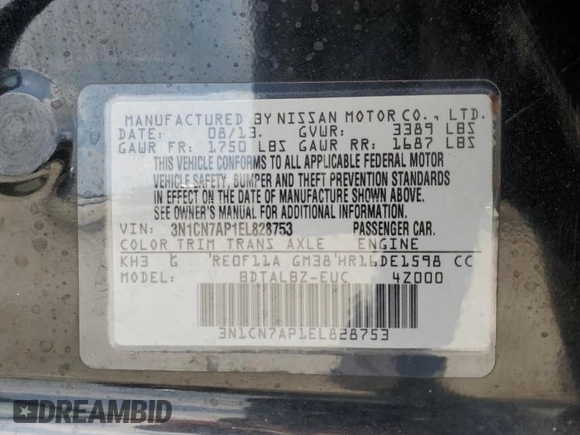 MANUFACTURED BY NISSAN MOTOR CO., LTD.
DATE: 08/13. GVWR: 3389 LBS
GAWR FR: 1750 LBS GAWR RR: 1687 LBS
THIS VEHICLE CONFORMS TO ALL APPLICABLE FEDERAL MOTOR
VEHICLE SAFETY, BUMPER AND THEFT PREVENTION STANDARDS
IN EFFECT ON THE DATE OF MANUFACTURE SHOWN ABOVE.
SEE OWNER'S MANUAL FOR ADDITIONAL INFORMATION.
VIN: 3N1CN7AP1EL828753 PASSENGER CAR.
COLOR TRIM TRANS AXLE ENGINE
KH3 G RE0F11A GM38 HR16DE1598 CC
MODEL: BDTALBZ-EUC 4Z000
3N1CN7AP1EL828753
DREAMBID